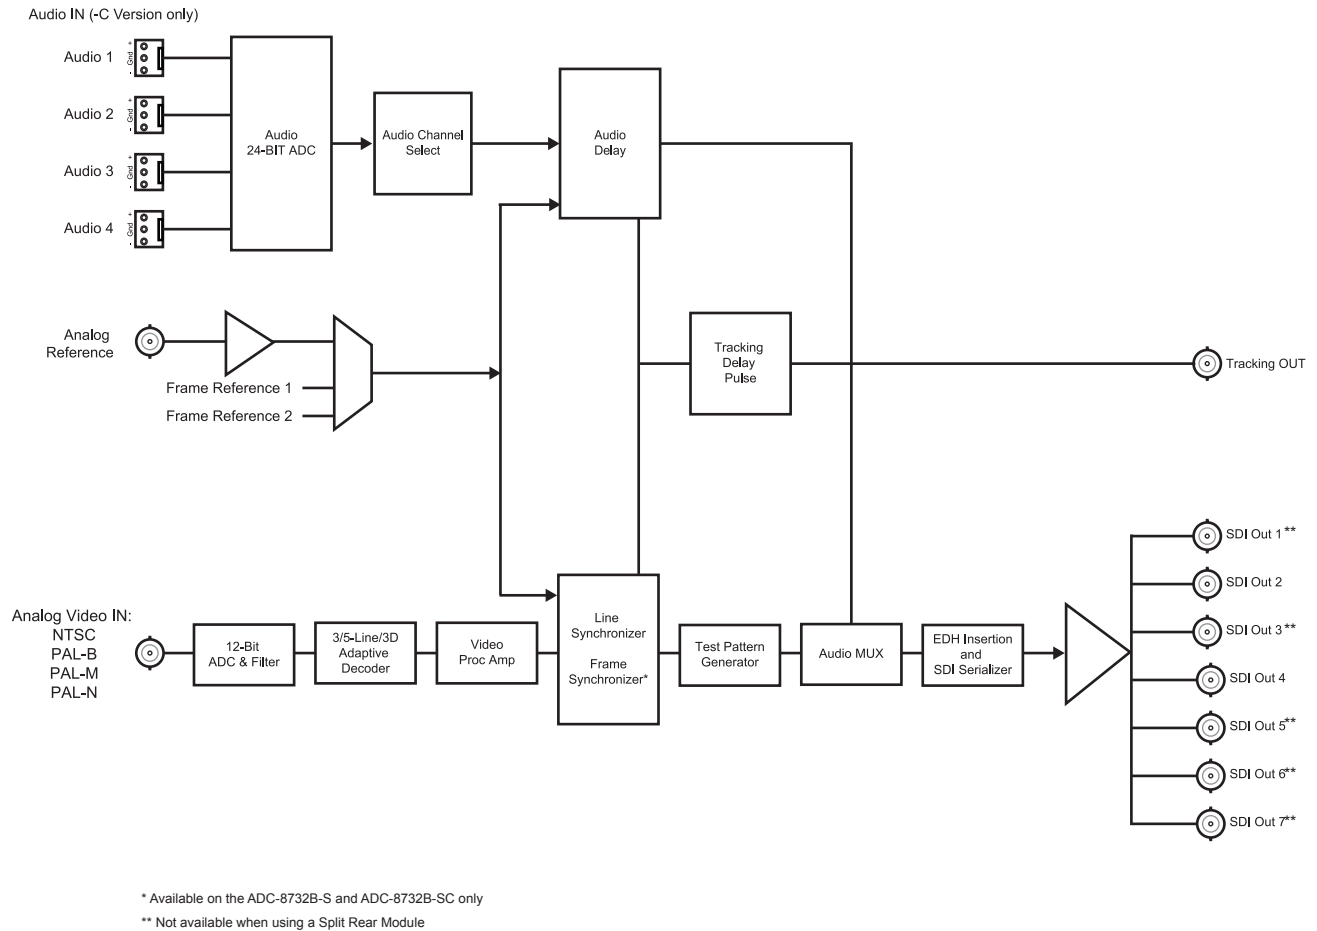 Audio IN (-C Version only)
Audio 1
+
Gnd
-
Audio 2
+
Gnd
-
Audio 3
+
Gnd
-
Audio 4
+
Gnd
-
Audio
24-BIT ADC
Audio Channel
Select
Audio
Delay
Analog
Reference
Frame Reference 1
Frame Reference 2
Tracking
Delay
Pulse
Tracking OUT
Analog Video IN:
NTSC
PAL-B
PAL-M
PAL-N
12-Bit
ADC & Filter
3/5-Line/3D
Adaptive
Decoder
Video
Proc Amp
Line
Synchronizer
Frame
Synchronizer*
Test Pattern
Generator
Audio MUX
EDH Insertion
and
SDI Serializer
SDI Out 1**
SDI Out 2
SDI Out 3**
SDI Out 4
SDI Out 5**
SDI Out 6**
SDI Out 7**
* Available on the ADC-8732B-S and ADC-8732B-SC only
** Not available when using a Split Rear Module